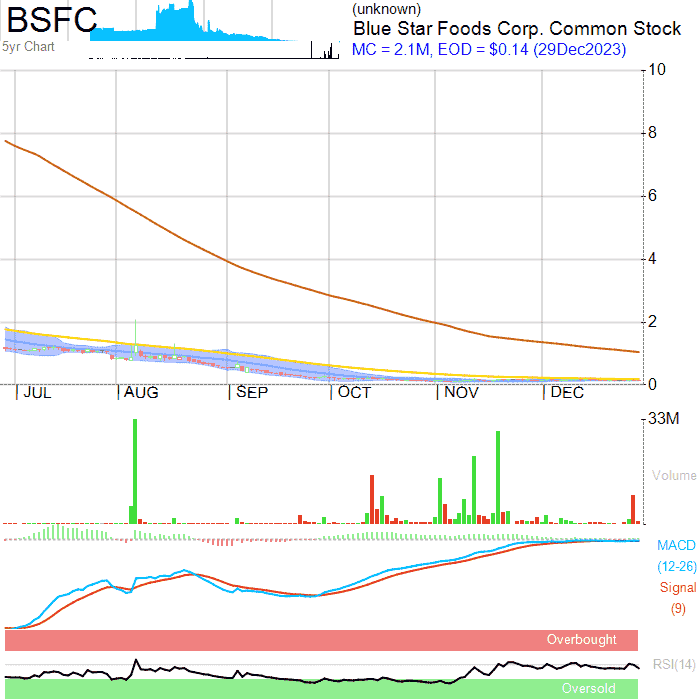 BSFC
5yr Chart
(unknown)
Blue Star Foods Corp. Common Stock
MC = 2.1M, EOD = $0.14 (29Dec2023)
10
8
6
4
2
0
JUL AUG SEP OCT NOV DEC
33M
Volume
MACD
(12-26)
Signal
(9)
Overbought
RSI(14)
Oversold